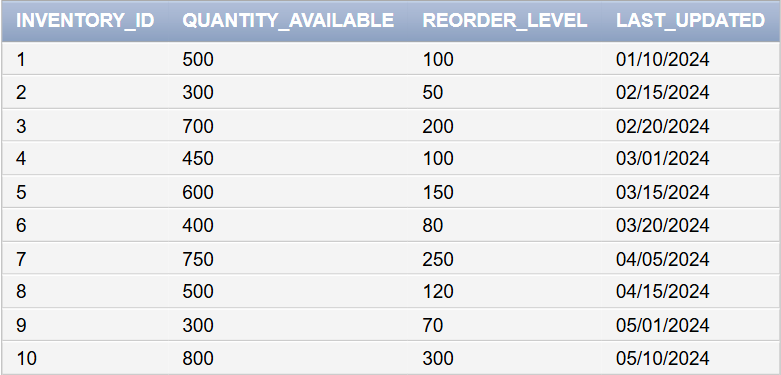 INVENTORY_ID QUANTITY_AVAILABLE REORDER_LEVEL LAST_UPDATED
1 500 100 01/10/2024
2 300 50 02/15/2024
3 700 200 02/20/2024
4 450 100 03/01/2024
5 600 150 03/15/2024
6 400 80 03/20/2024
7 750 250 04/05/2024
8 500 120 04/15/2024
9 300 70 05/01/2024
10 800 300 05/10/2024